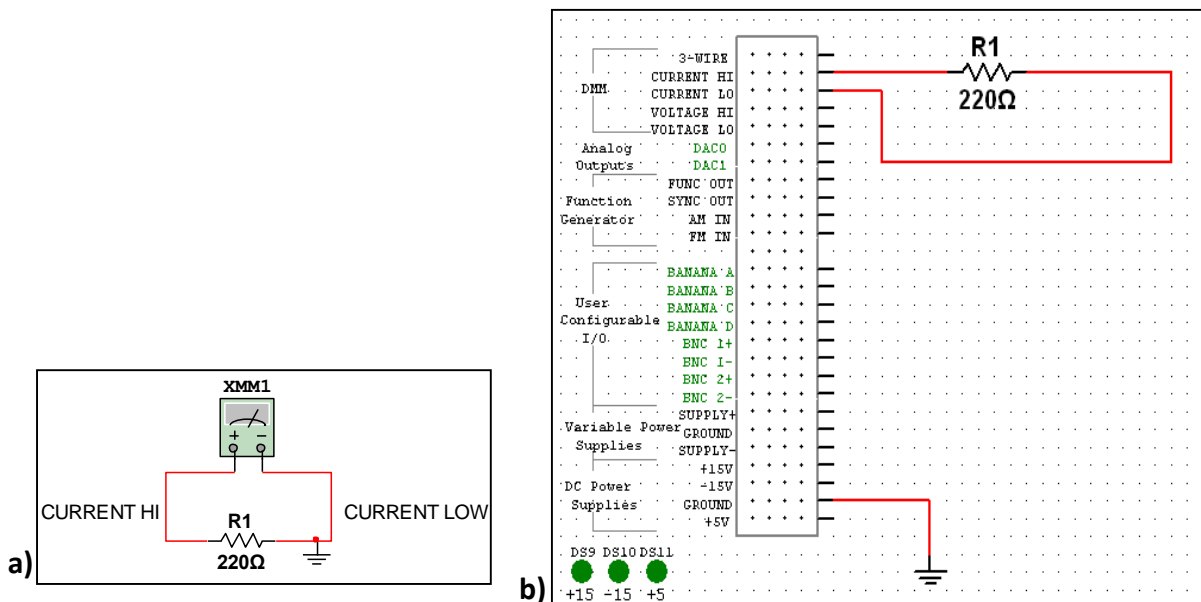 XMM1
+ −
CURRENT HI
CURRENT LOW
R1
220Ω
a)
3-WIRE
CURRENT HI
CURRENT LO
VOLTAGE HI
VOLTAGE LO
DMM
DAC0
DAC1
Analog
Outputs
FUNC OUT
SYNC OUT
AM IN
FM IN
Function
Generator
BANANA A
BANANA B
BANANA C
BANANA D
BNC 1+
BNC 1-
BNC 2+
BNC 2-
User
Configurable
I/O
SUPPLY+
GROUND
SUPPLY-
Variable Power
Supplies
+15V
-15V
GROUND
+5V
DC Power
Supplies
DS9 DS10 DS11
+15 -15 +5
R1
220Ω
b)